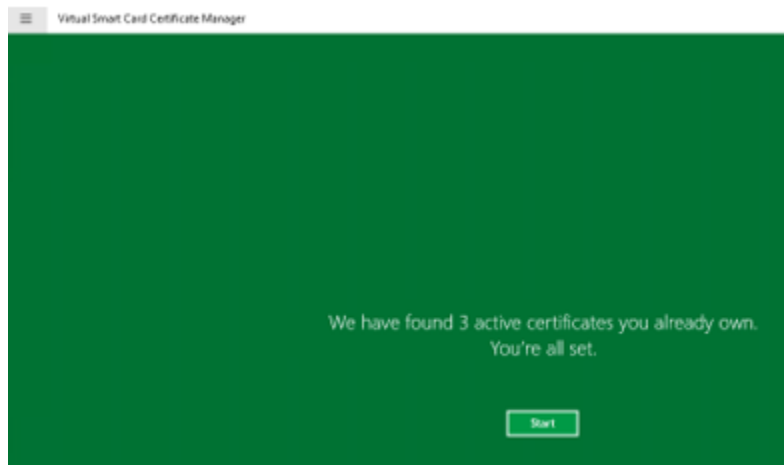 Virtual Smart Card Certificate Manager
We have found 3 active certificates you already own.
You're all set.
Start